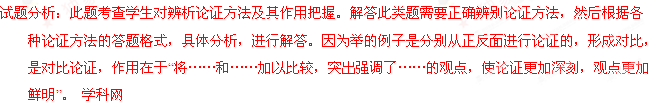 试题分析：此题考查学生对辨析论证方法及其作用把握。解答此类题需要正确辨别论证方法，然后根据各
种论证方法的答题格式，具体分析，进行解答。因为举的例子是分别从正反面进行论证的，形成对比，
是对比论证，作用在于“将……和……加以比较，突出强调了……的观点，使论证更加深刻，观点更加
鲜明”。 学科网